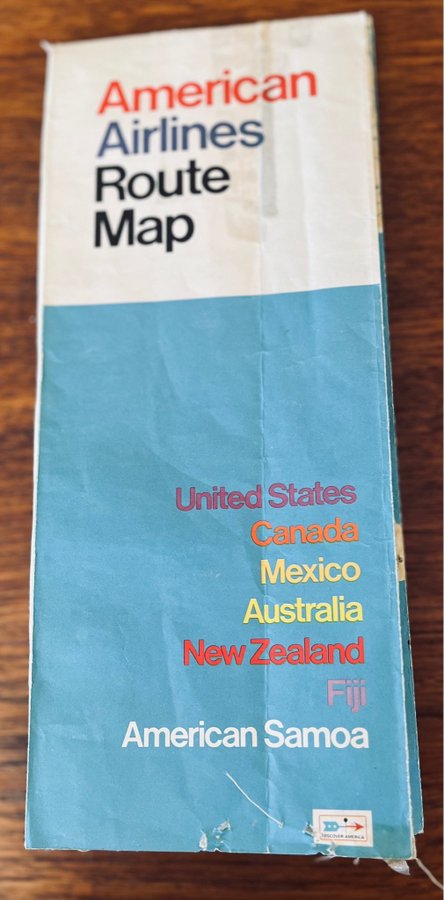 American
Airlines
Route
Map
United States
Canada
Mexico
Australia
New Zealand
Fiji
American Samoa
DISCOVER AMERICA